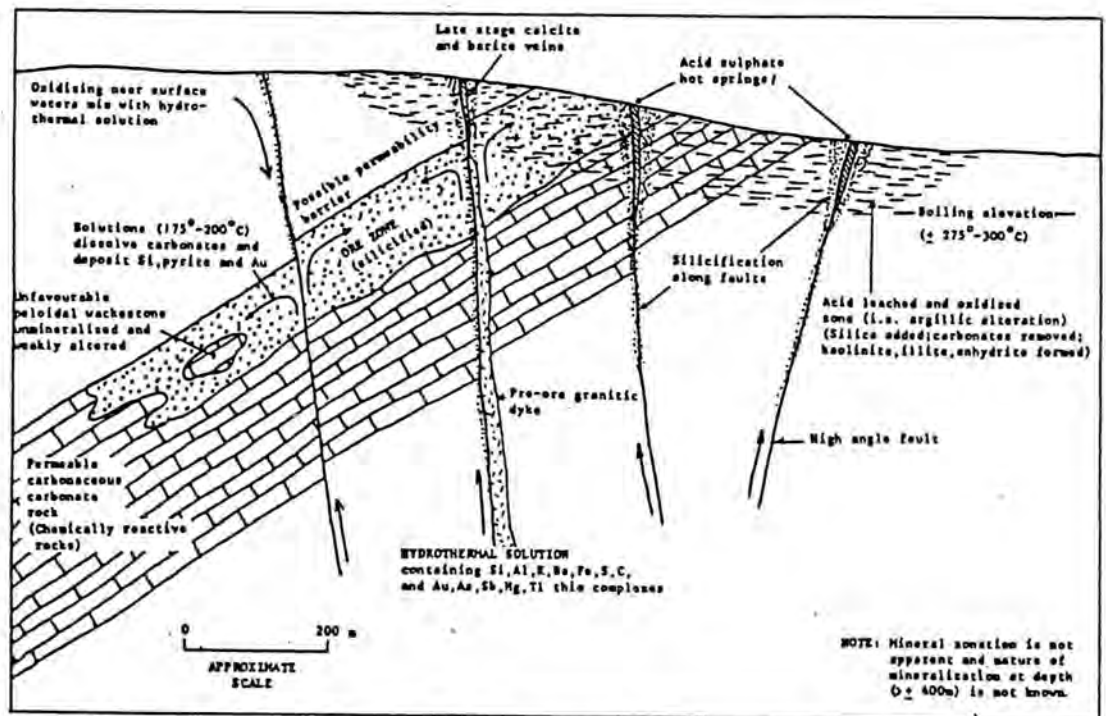 Late stage calcite
and barite veins
Acid sulphate
hot springs/
Oxidising near surface
waters mix with hydro-
thermal solution
Possible permeability
barrier
Solutions (175°-200°C)
dissolve carbonates and
deposit Si,pyrite and Au
ORE ZONE
(silicified)
Boiling elevation
(± 275°-300°C)
Silicification
along faults
Unfavourable
peloidal wackestone
unmineralised and
weakly altered
Acid leached and oxidized
zone (i.e. argillic alteration)
(Silica added;carbonates removed;
kaolinite,illite,anhydrite formed)
Pre-ore granitic
dyke
High angle fault
Permeable
carbonaceous
carbonate
rock
(Chemically reactive
rocks)
HYDROTHERMAL SOLUTION
containing Si,Al,K,Ba,Fe,S,C,
and Au,As,Sb,Hg,Tl thio complexes
0 200 m
APPROXIMATE
SCALE
NOTE: Mineral zonation is not
apparent and nature of
mineralization at depth
(>± 400m) is not known.